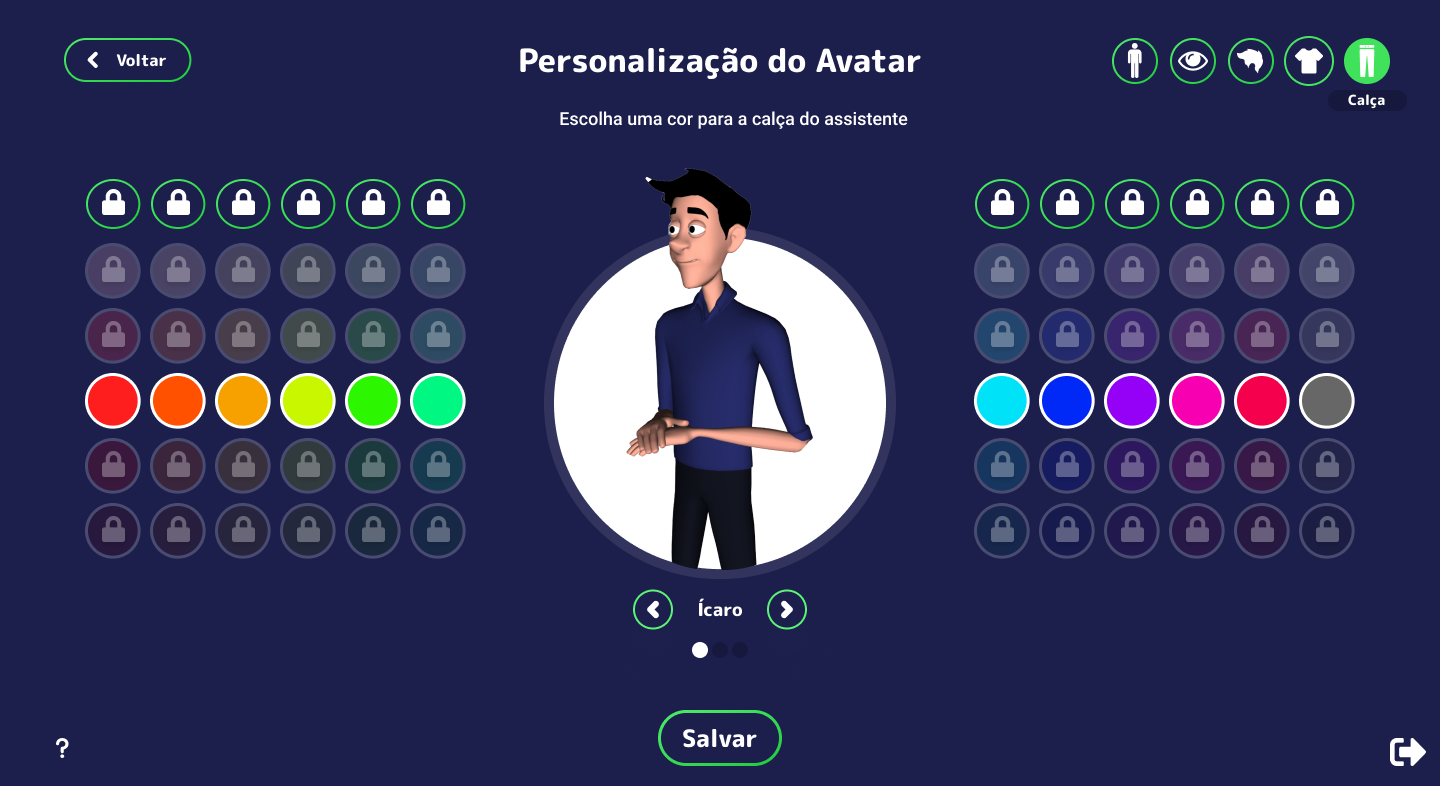 Voltar
Personalização do Avatar
Calça
Escolha uma cor para a calça do assistente
Ícaro
Salvar
?